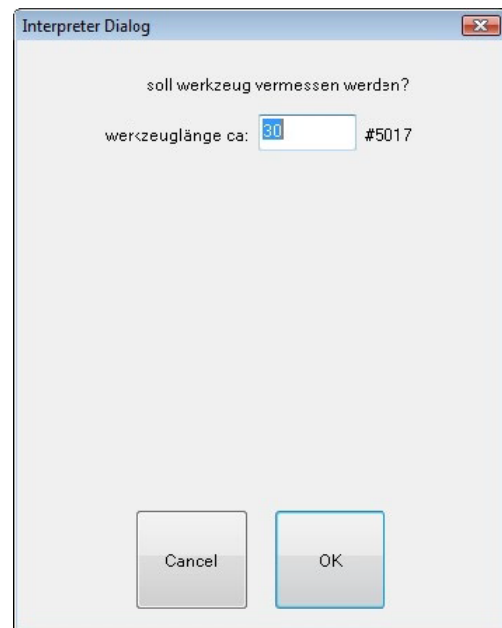 Interpreter Dialog
soll werkzeug vermessen werden?
werkzeuglänge ca: 30 #5017
Cancel OK